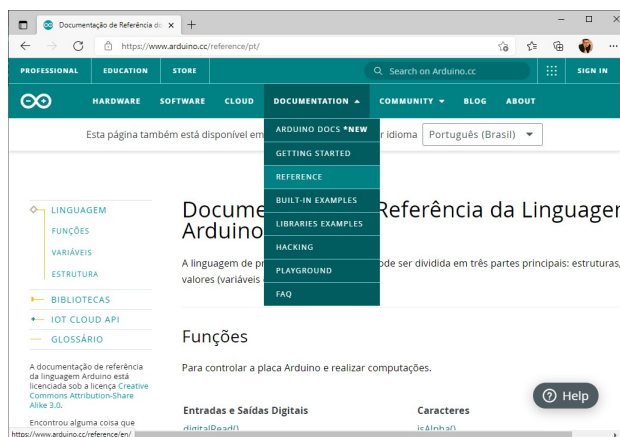 Documentação de Referência da
https://www.arduino.cc/reference/pt/
PROFESSIONAL EDUCATION STORE Search on Arduino.cc SIGN IN
HARDWARE SOFTWARE CLOUD DOCUMENTATION COMMUNITY BLOG ABOUT
Esta página também está disponível em
r idioma Português (Brasil)
ARDUINO DOCS *NEW
GETTING STARTED
REFERENCE
BUILT-IN EXAMPLES
LIBRARIES EXAMPLES
HACKING
PLAYGROUND
FAQ
LINGUAGEM
FUNÇÕES
VARIÁVEIS
ESTRUTURA
BIBLIOTECAS
IOT CLOUD API
GLOSSÁRIO
A documentação de referência
da linguagem Arduino está
licenciada sob a licença Creative
Commons Attribution-Share
Alike 3.0.
Encontrou alguma coisa que
Docume Referência da Linguagem
Arduino
A linguagem de p ode ser dividida em três partes principais: estruturas,
valores (variáveis
Funções
Para controlar a placa Arduino e realizar computações.
Entradas e Saídas Digitais Caracteres
digitalRead() isAlpha()
Help
https://www.arduino.cc/reference/en/